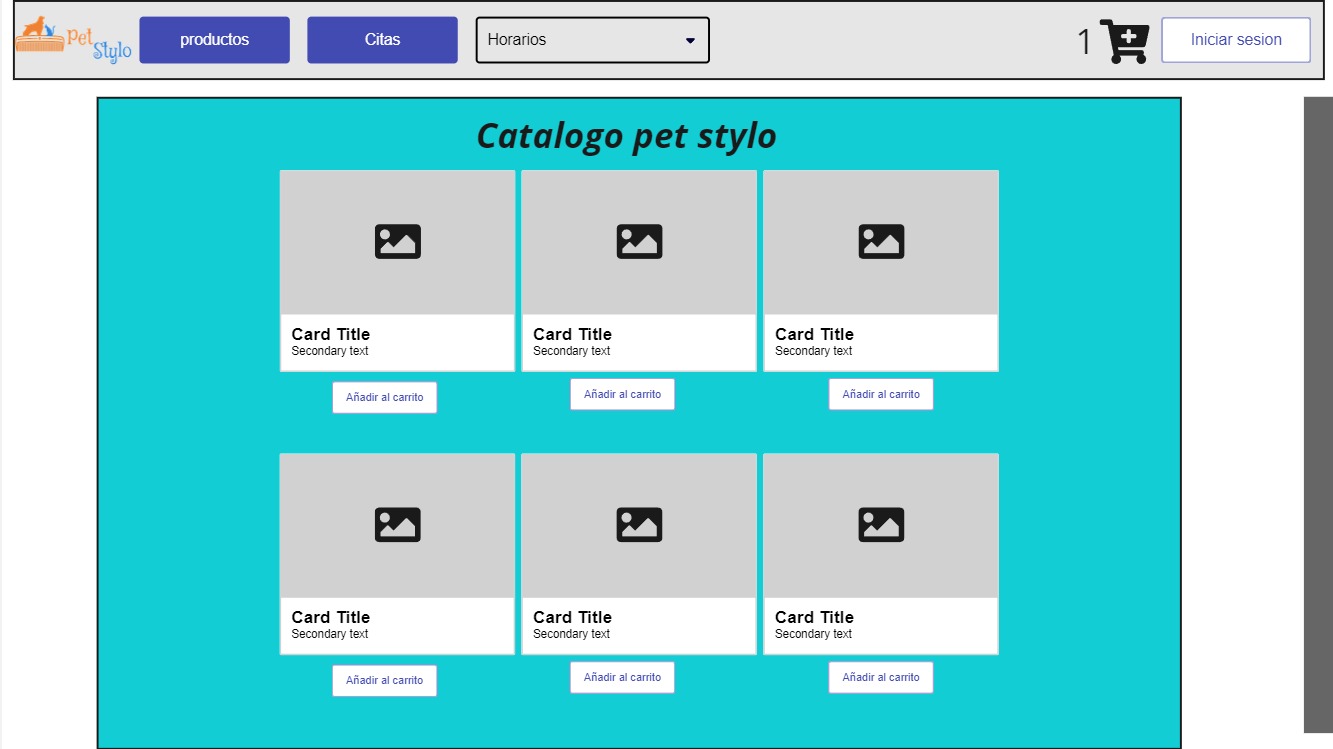 pet
Stylo
productos
Citas
Horarios
1
Iniciar sesion
Catalogo pet stylo
Card Title
Secondary text
Card Title
Secondary text
Card Title
Secondary text
Añadir al carrito
Añadir al carrito
Añadir al carrito
Card Title
Secondary text
Card Title
Secondary text
Card Title
Secondary text
Añadir al carrito
Añadir al carrito
Añadir al carrito